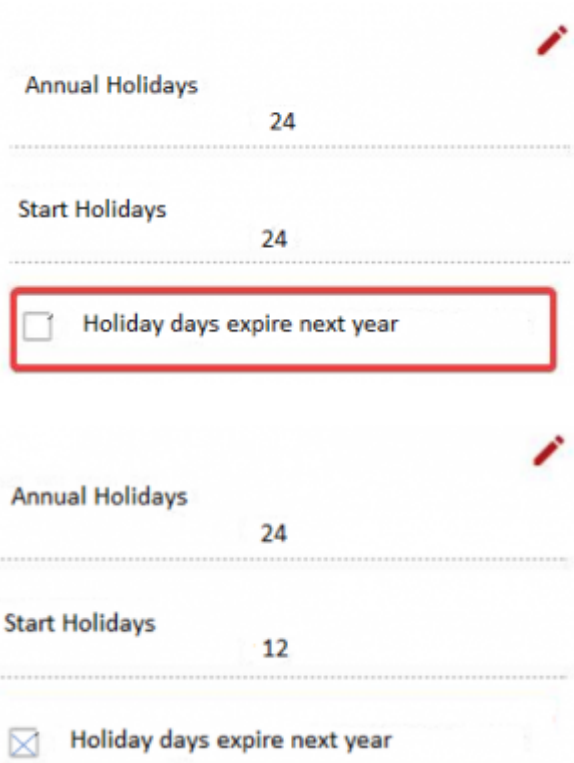 Annual Holidays
24
Start Holidays
24
Holiday days expire next year
Annual Holidays
24
Start Holidays
12
Holiday days expire next year